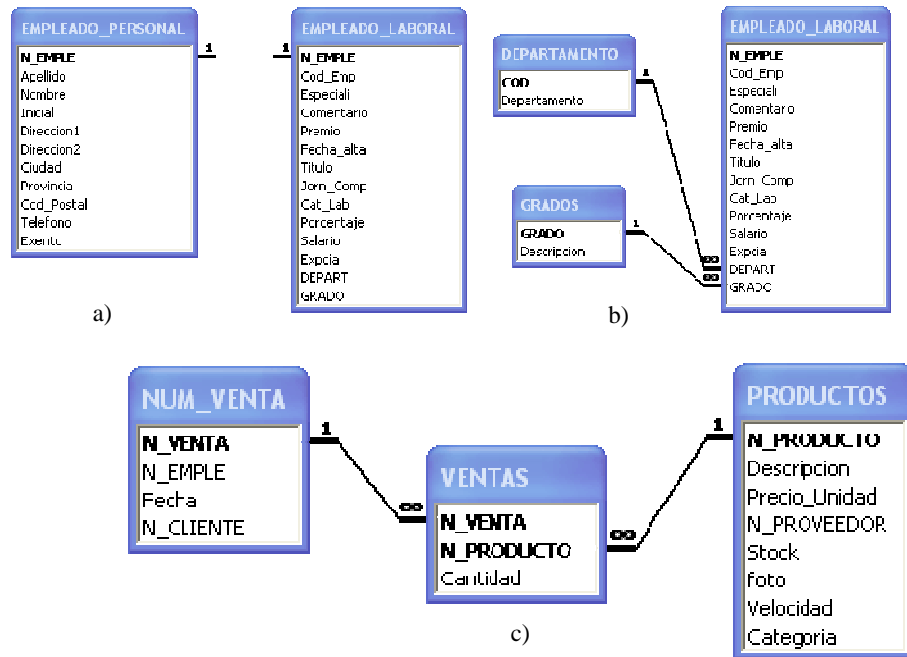 EMPLEADO_PERSONAL
N_EMPLE
Apellido
Nombre
Inicial
Direccion1
Direccion2
Ciudad
Provincia
Cod_Postal
Telefono
Exento
1
1
EMPLEADO_LABORAL
N_EMPLE
Cod_Emp
Especiali
Comentario
Premio
Fecha_alta
Titulo
Jorn_Comp
Cat_Lab
Porcentaje
Salario
Expcia
DEPART
GRADO
a)
DEPARTAMENTO
COD
Departamento
1
GRADOS
GRADO
Descripcion
1
EMPLEADO_LABORAL
N_EMPLE
Cod_Emp
Especiali
Comentario
Premio
Fecha_alta
Titulo
Jorn_Comp
Cat_Lab
Porcentaje
Salario
Expcia
DEPART
GRADO
∞
∞
b)
NUM_VENTA
N_VENTA
N_EMPLE
Fecha
N_CLIENTE
1
∞
VENTAS
N_VENTA
N_PRODUCTO
Cantidad
∞
1
PRODUCTOS
N_PRODUCTO
Descripcion
Precio_Unidad
N_PROVEEDOR
Stock
foto
Velocidad
Categoria
c)